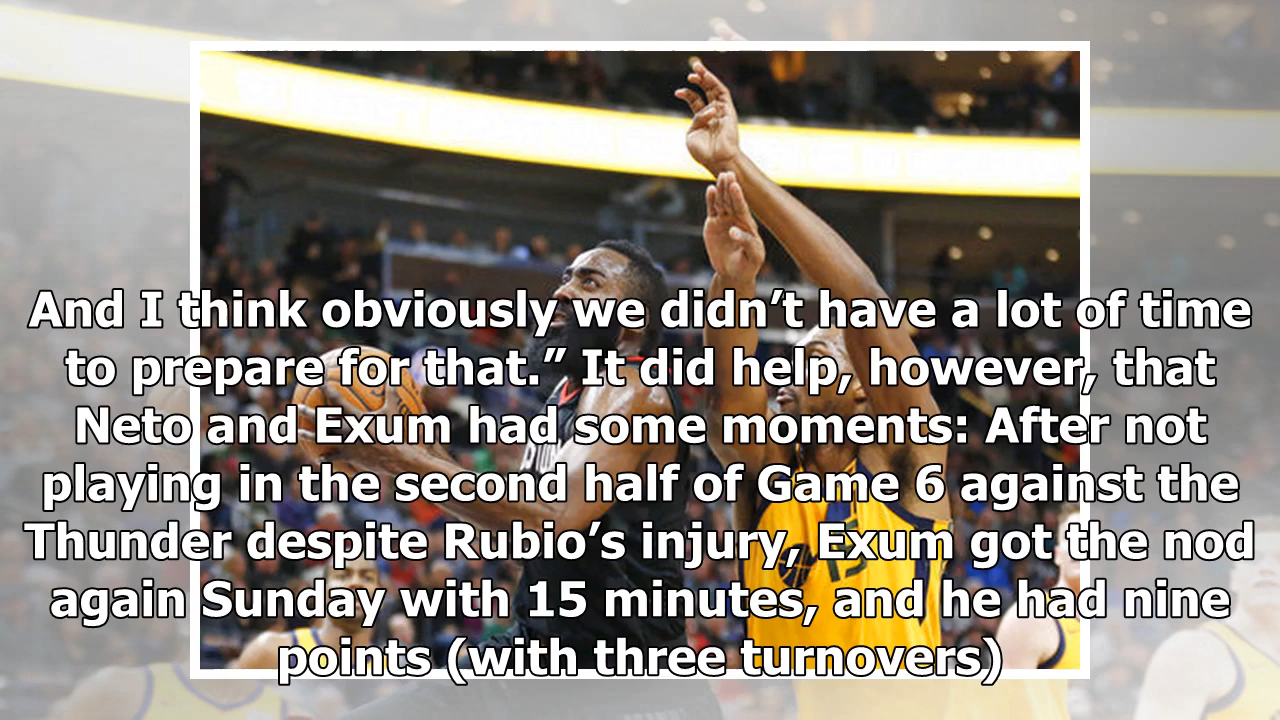 And I think obviously we didn’t have a lot of time
to prepare for that.” It did help, however, that
Neto and Exum had some moments: After not
playing in the second half of Game 6 against the
Thunder despite Rubio’s injury, Exum got the nod
again Sunday with 15 minutes, and he had nine
points (with three turnovers)
15